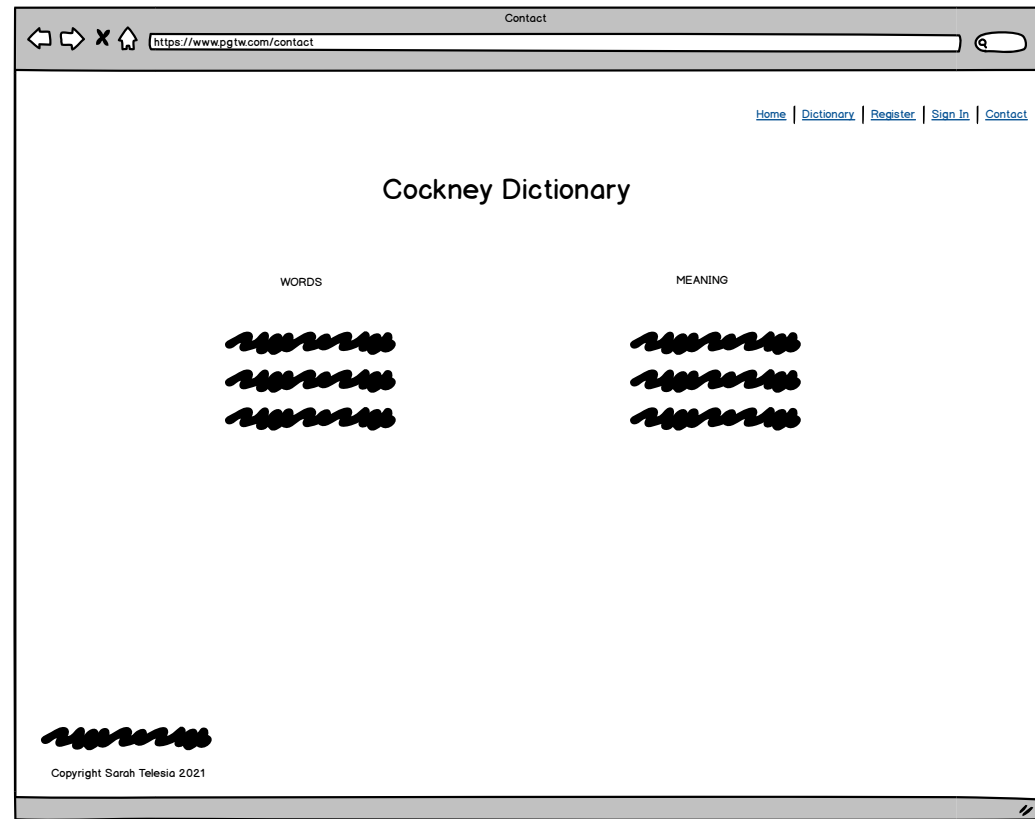 Contact
https://www.pgtw.com/contact
Home | Dictionary | Register | Sign In | Contact
Cockney Dictionary
WORDS MEANING
Copyright Sarah Telesia 2021